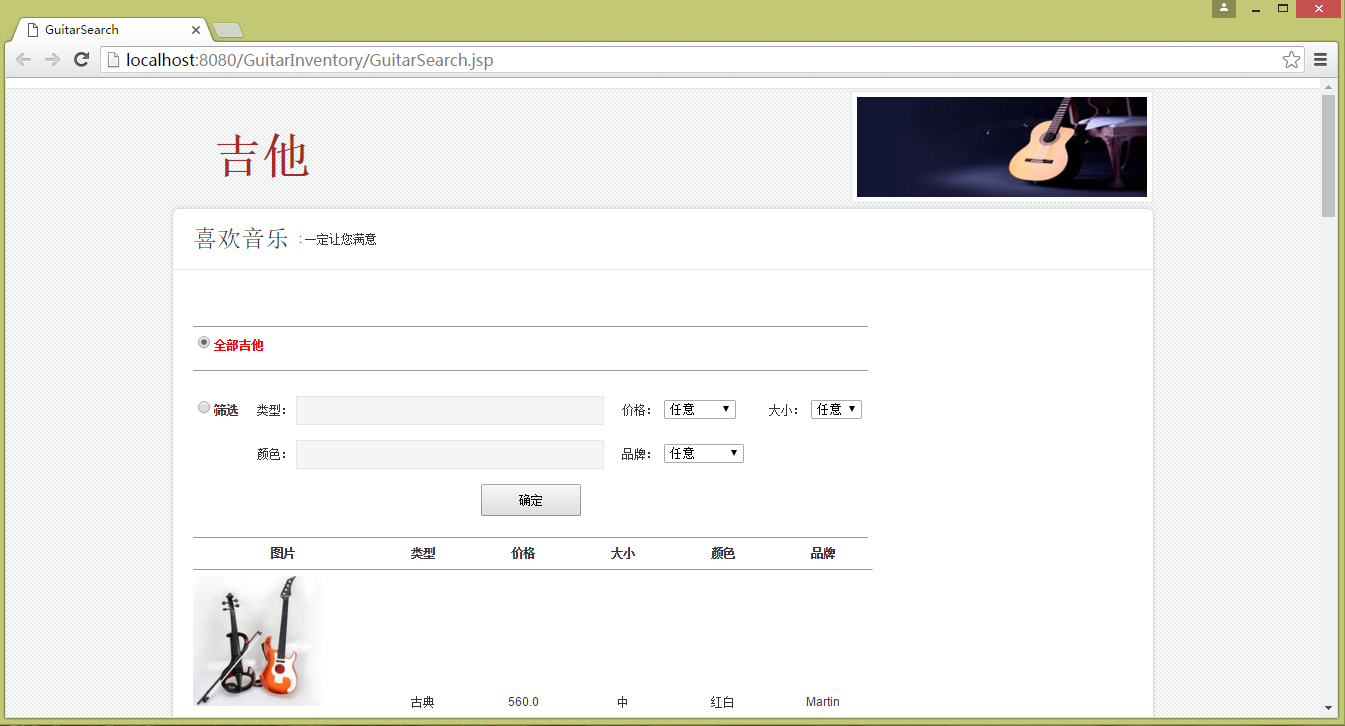 GuitarSearch
localhost:8080/GuitarInventory/GuitarSearch.jsp
吉他
喜欢音乐 :一定让您满意
全部吉他
筛选 类型: 价格: 任意 大小: 任意
颜色: 品牌: 任意
确定
图片 类型 价格 大小 颜色 品牌
古典 560.0 中 红白 Martin